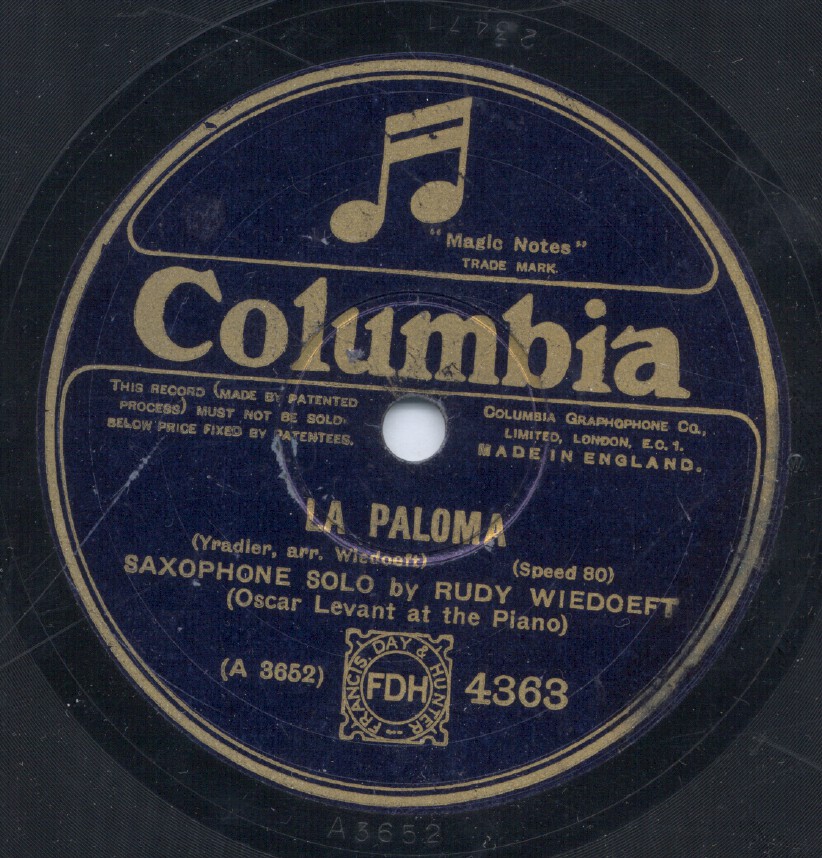 23471
"Magic Notes"
TRADE MARK.
Columbia
THIS RECORD (MADE BY PATENTED
PROCESS) MUST NOT BE SOLD
BELOW PRICE FIXED BY PATENTEES.
COLUMBIA GRAPHOPHONE CO.,
LIMITED, LONDON, E.C.1.
MADE IN ENGLAND.
LA PALOMA
(Yradier, arr. Wiedoeft)
(Speed 80)
SAXOPHONE SOLO by RUDY WIEDOEFT
(Oscar Levant at the Piano)
(A 3652)
FRANCIS DAY & HUNTER
FDH
4363
A3652